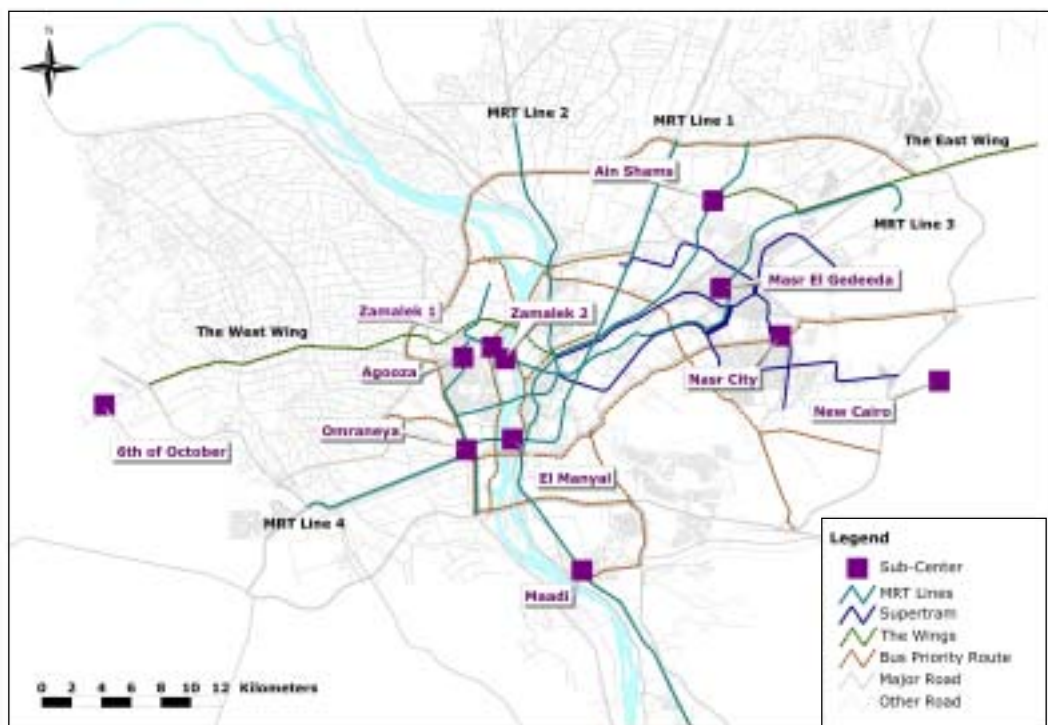 N
MRT Line 2
MRT Line 1
The East Wing
Ain Shams
MRT Line 3
Masr El Gedeeda
Zamalek 1
Zamalek 2
The West Wing
Agooza
Nasr City
New Cairo
Omraneya
6th of October
El Manyal
MRT Line 4
Maadi
Legend
Sub-Center
MRT Lines
Supertram
The Wings
Bus Priority Route
Major Road
Other Road
0 2 4 6 8 10 12 Kilometers